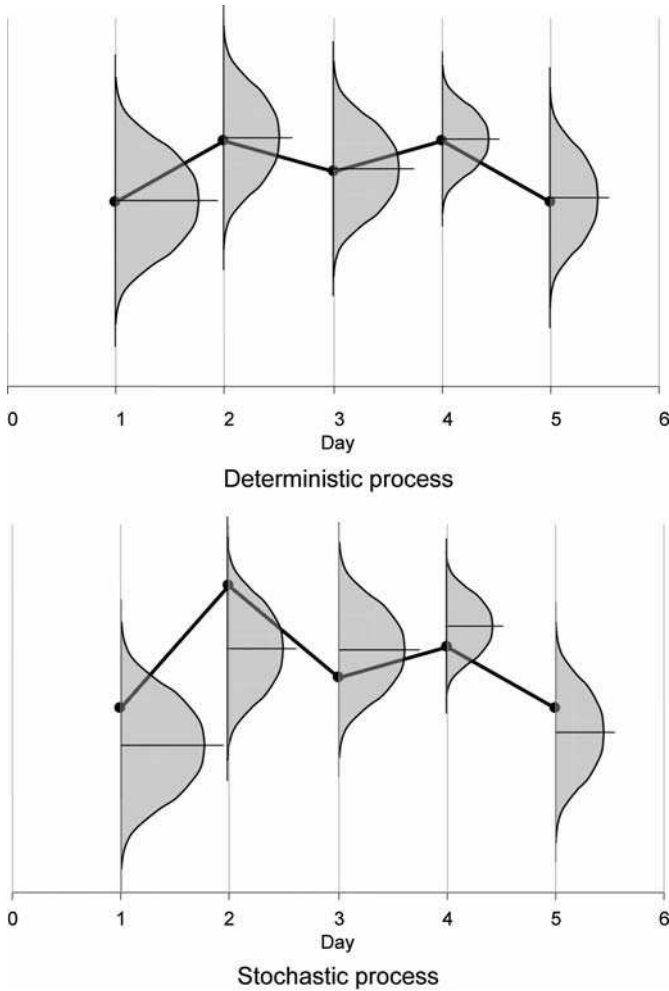 0 1 2 3 4 5 6
Day
Deterministic process
0 1 2 3 4 5 6
Day
Stochastic process